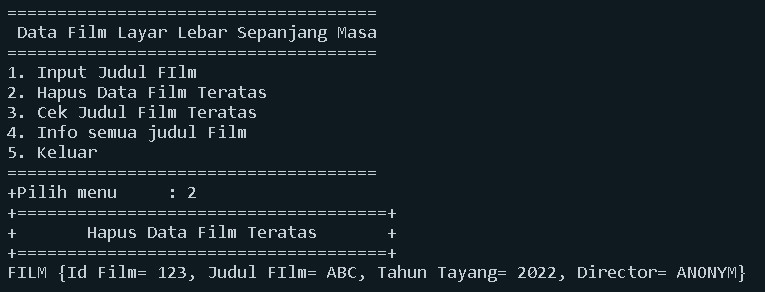 =====================================
 Data Film Layar Lebar Sepanjang Masa
=====================================
1. Input Judul FIlm
2. Hapus Data Film Teratas
3. Cek Judul Film Teratas
4. Info semua judul Film
5. Keluar
=====================================
+Pilih menu     : 2
+=====================================+
+       Hapus Data Film Teratas       +
+=====================================+
FILM {Id Film= 123, Judul FIlm= ABC, Tahun Tayang= 2022, Director= ANONYM}